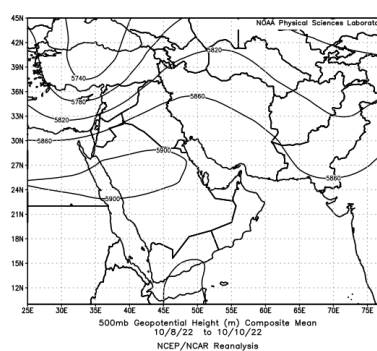 NOAA Physical Sciences Laborato
45N
42N
39N
36N
33N
30N
27N
24N
21N
18N
15N
12N
5740
5780
5820
5860
5820
5860
5900
5900
5860
25E 30E 35E 40E 45E 50E 55E 60E 65E 70E 75E
500mb Geopotential Height (m) Composite Mean
10/8/22 to 10/10/22
NCEP/NCAR Reanalysis